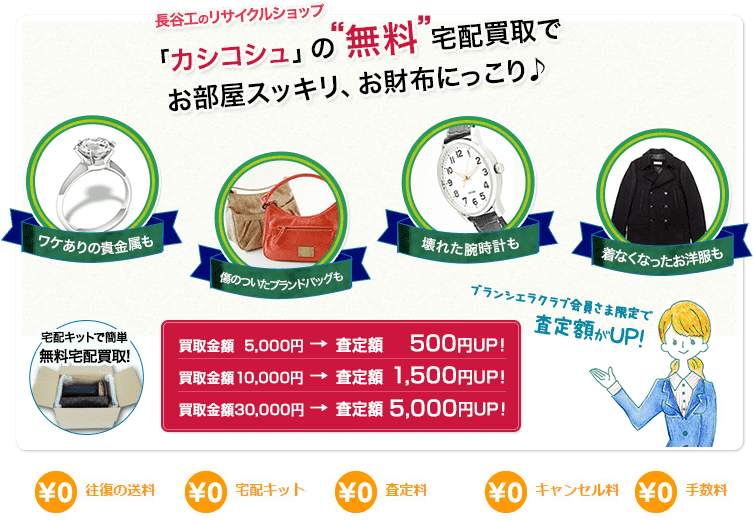 長谷工のリサイクルショップ
「カシコシュ」の“無料”宅配買取で
お部屋スッキリ、お財布にっこり♪
ワケありの貴金属も
傷のついたブランドバッグも
壊れた腕時計も
着なくなったお洋服も
ブランシエラクラブ会員さま限定で
査定額がUP!
宅配キットで簡単
無料宅配買取!
買取金額 5,000円 → 査定額 500円UP!
買取金額10,000円 → 査定額 1,500円UP!
買取金額30,000円 → 査定額 5,000円UP!
¥0 往復の送料 ¥0 宅配キット ¥0 査定料 ¥0 キャンセル料 ¥0 手数料